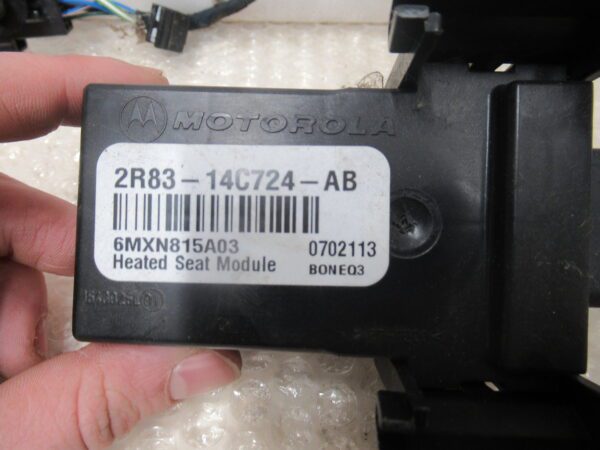 MOTOROLA
2R83-14C724-AB
6MXN815A03 0702113
Heated Seat Module BONEQ3